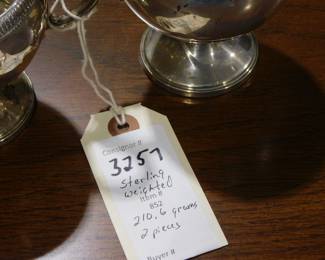 Consignor #
3257
Sterling
weighted
Item #
852
210.6 grams
2 pieces
Buyer #